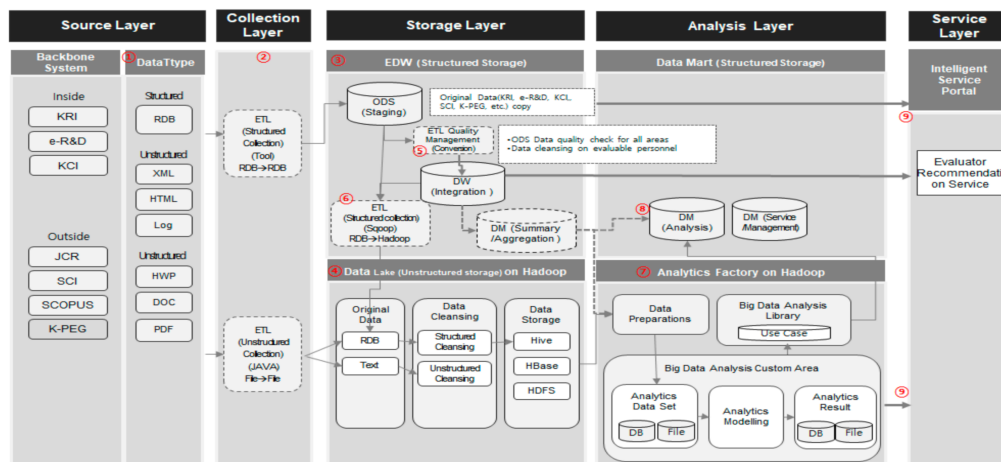 Source Layer
Collection
Layer
Storage Layer
Analysis Layer
Service
Layer
Backbone
System
① DataTtype
②
③ EDW (Structured Storage)
Data Mart (Structured Storage)
Intelligent
Service
Portal
Inside
KRI
e-R&D
KCI
Outside
JCR
SCI
SCOPUS
K-PEG
Structured
RDB
Unstructured
XML
HTML
Log
Unstructured
HWP
DOC
PDF
ETL
(Structured
Collection)
(Tool)
RDB→RDB
ETL
(Unstructured
Collection)
(JAVA)
File→File
ODS
(Staging)
Original Data(KRI, e-R&D, KCI,
SCI, K-PEG, etc.) copy
⑤
ETL Quality
Management
(Conversion)
•ODS Data quality check for all areas
•Data cleansing on evaluable personnel
DW
(Integration )
⑥
ETL
(Structured collection)
(Sqoop)
RDB→Hadoop
DM (Summary
/Aggregation )
⑧
DM
(Analysis)
DM (Service
/Management)
⑨
Evaluator
Recommendati
on Service
④ Data Lake (Unstructured storage) on Hadoop
Original
Data
RDB
Text
Data
Cleansing
Structured
Cleansing
Unstructured
Cleansing
Data
Storage
Hive
HBase
HDFS
⑦ Analytics Factory on Hadoop
Data
Preparations
Big Data Analysis
Library
Use Case
Big Data Analysis Custom Area
Analytics
Data Set
DB
File
Analytics
Modelling
Analytics
Result
DB
File
⑨